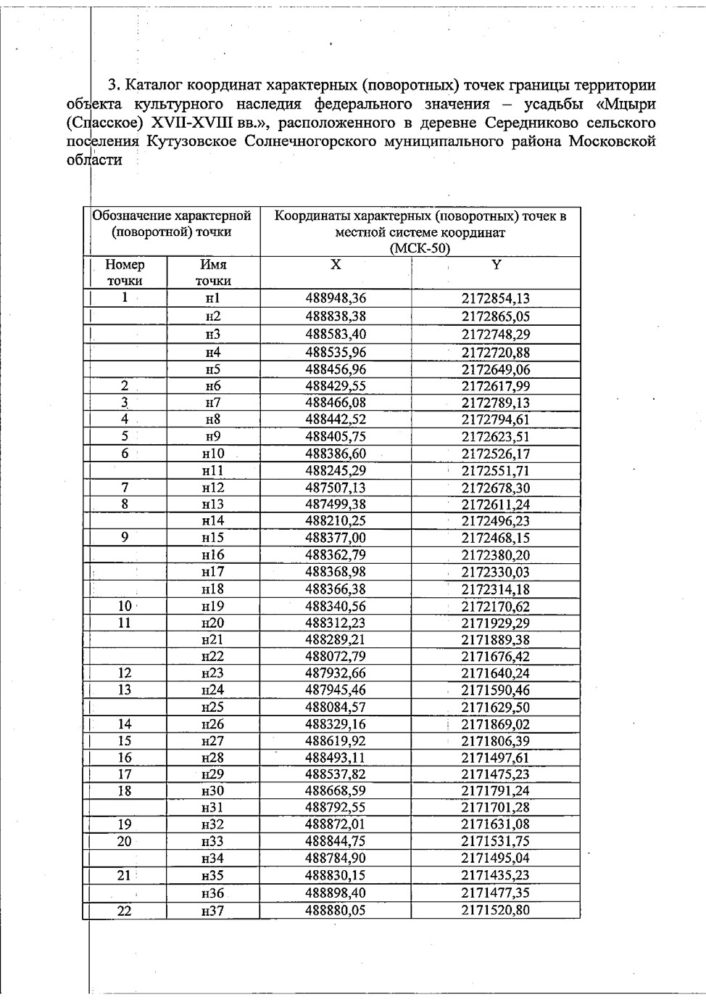 3. Каталог координат характерных (поворотных) точек границы территории
объекта культурного наследия федерального значения – усадьбы «Мцыри
(Спасское) XVII-XVIII вв.», расположенного в деревне Середниково сельского
поселения Кутузовское Солнечногорского муниципального района Московской
области
Обозначение характерной (поворотной) точки
Координаты характерных (поворотных) точек в местной системе координат (МСК-50)
Номер точки Имя точки X Y
1 н1 488948,36 2172854,13
н2 488838,38 2172865,05
н3 488583,40 2172748,29
н4 488535,96 2172720,88
н5 488456,96 2172649,06
2 н6 488429,55 2172617,99
3 н7 488466,08 2172789,13
4 н8 488442,52 2172794,61
5 н9 488405,75 2172623,51
6 н10 488386,60 2172526,17
н11 488245,29 2172551,71
7 н12 487507,13 2172678,30
8 н13 487499,38 2172611,24
н14 488210,25 2172496,23
9 н15 488377,00 2172468,15
н16 488362,79 2172380,20
н17 488368,98 2172330,03
н18 488366,38 2172314,18
10 н19 488340,56 2172170,62
11 н20 488312,23 2171929,29
н21 488289,21 2171889,38
н22 488072,79 2171676,42
12 н23 487932,66 2171640,24
13 н24 487945,46 2171590,46
н25 488084,57 2171629,50
14 н26 488329,16 2171869,02
15 н27 488619,92 2171806,39
16 н28 488493,11 2171497,61
17 н29 488537,82 2171475,23
18 н30 488668,59 2171791,24
н31 488792,55 2171701,28
19 н32 488872,01 2171631,08
20 н33 488844,75 2171531,75
н34 488784,90 2171495,04
21 н35 488830,15 2171435,23
н36 488898,40 2171477,35
22 н37 488880,05 2171520,80